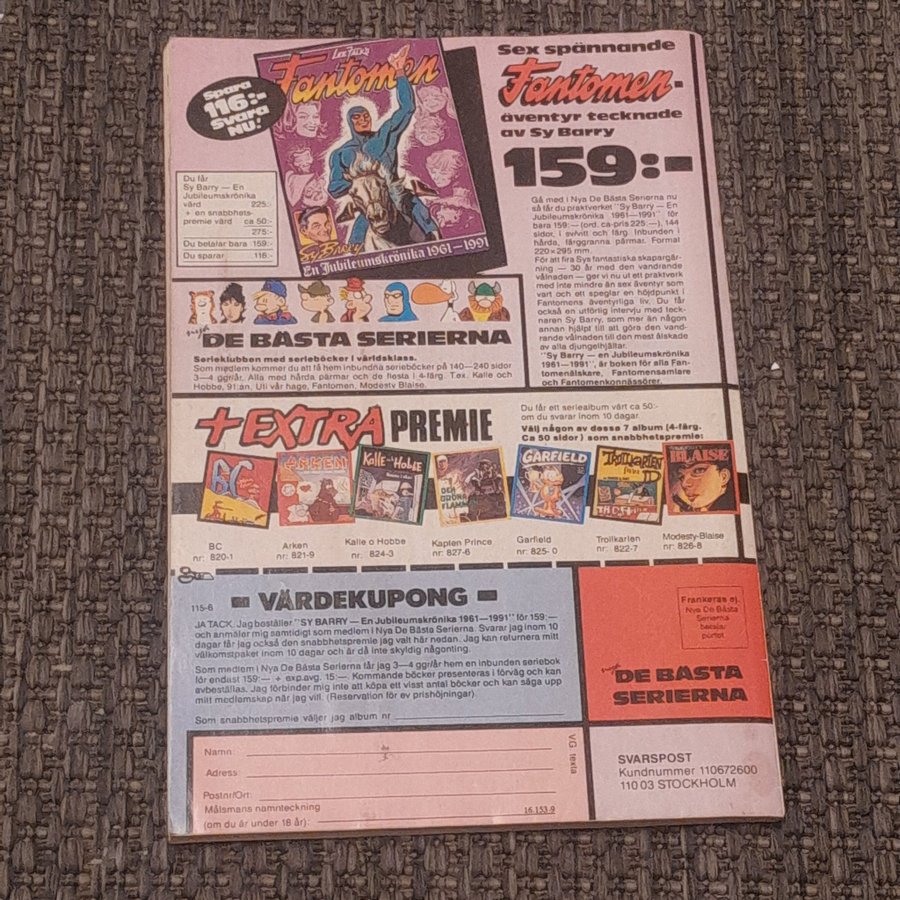 Spara
116:-
Svara
NU!
Lee Falk's
Fantomen
Sy Barry
En Jubileumskrönika 1961–1991
Sex spännande
Fantomen-
äventyr tecknade
av Sy Barry
159:-
Du får
Sy Barry — En
Jubileumskrönika
värd 225:-
+ en snabbhets-
premie värd ca 50:-
275:-
Du betalar bara 159:-
Du sparar 116:-
Gå med i Nya De Bästa Serierna nu
så får du praktverket "Sy Barry — En
Jubileumskrönika 1961—1991" för
bara 159:— (ord. ca-pris 225.—), 144
sidor, i sv/vitt och färg. Inbunden i
hårda, färggranna pärmar. Format
220×295 mm.
För att fira Sys fantastiska skapargär-
ning — 30 år med den vandrande
vålnaden — ger vi nu ut ett praktverk
med inte mindre än sex äventyr som
vart och ett speglar en höjdpunkt i
Fantomens äventyrliga liv. Du får
också en utförlig intervju med teck-
naren Sy Barry, som mer än någon
annan hjälpt till att göra den vand-
rande vålnaden till den mest älskade
av alla djungelhjältar.
"Sy Barry — en Jubileumskrönika
1961—1991", är boken för alla Fan-
tomenälskare, Fantomensamlare
och Fantomenkonnässörer.
nya
DE BÄSTA SERIERNA
Serieklubben med serieböcker i världsklass.
Som medlem kommer du att få hem inbundna serieböcker på 140—240 sidor
3—4 ggr/år. Alla med hårda pärmar och de flesta i 4-färg. T.ex. Kalle och
Hobbe, 91:an, Uti vår hage, Fantomen, Modesty Blaise.
+EXTRA PREMIE
Du får ett seriealbum värt ca 50:-
om du svarar inom 10 dagar.
Välj någon av dessa 7 album (4-färg.
Ca 50 sidor) som snabbhetspremie:
BC
ARKEN
Kalle och Hobbe
DEN
GRÖNA
FLAMMAN
GARFIELD
Trollkarlen
BLAISE
BC
nr: 820-1
Arken
nr: 821-9
Kalle o Hobbe
nr: 824-3
Kapten Prince
nr: 827-6
Garfield
nr: 825-0
Trollkarlen
nr: 822-7
Modesty-Blaise
nr: 826-8
115-6
VÄRDEKUPONG
JA TACK. Jag beställer "SY BARRY — En Jubileumskrönika 1961—1991" för 159:—
och anmäler mig samtidigt som medlem i Nya De Bästa Serierna. Svarar jag inom 10
dagar får jag också den snabbhetspremie jag valt här nedan. Jag kan returnera mitt
välkomstpaket inom 10 dagar och är då inte skyldig någonting.
Som medlem i Nya De Bästa Serierna får jag 3—4 ggr/år hem en inbunden seriebok
för endast 159:— + exp.avg. 15:—. Kommande böcker presenteras i förväg och kan
avbeställas. Jag förbinder mig inte att köpa ett visst antal böcker och kan säga upp
mitt medlemskap när jag vill. (Reservation för ev prishöjningar)
Som snabbhetspremie väljer jag album nr
Frankeras ej.
Nya De Bästa
Serierna
betalar
portot
nya
DE BÄSTA
SERIERNA
Namn:
Adress:
Postnr/Ort:
Målsmans namnteckning
(om du är under 18 år):
16.153-9
VG texta
SVARSPOST
Kundnummer 110672600
110 03 STOCKHOLM